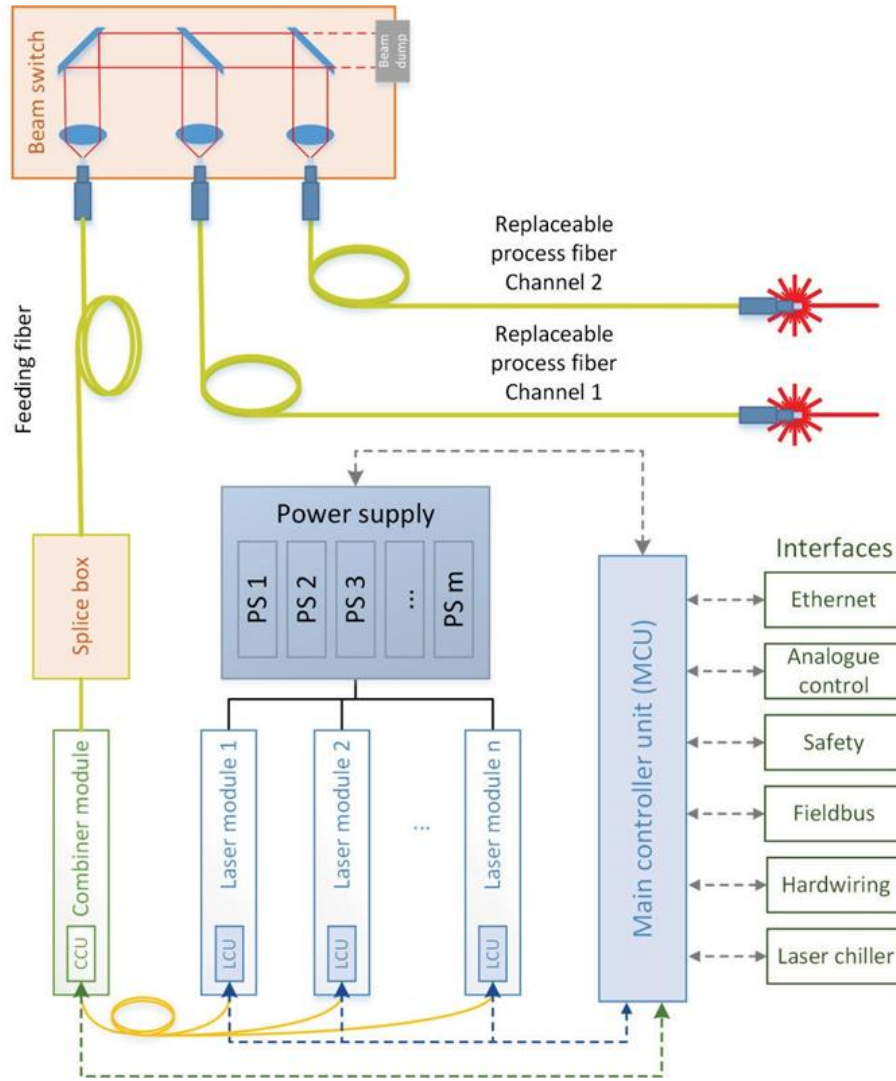 Beam switch
Beam
dump
Replaceable
process fiber
Channel 2
Feeding fiber
Replaceable
process fiber
Channel 1
Power supply
PS 1
PS 2
PS 3
...
PS m
Splice box
Interfaces
Ethernet
Analogue
control
Safety
Fieldbus
Hardwiring
Laser chiller
Main controller unit (MCU)
Combiner module
CCU
Laser module 1
LCU
Laser module 2
LCU
...
Laser module n
LCU